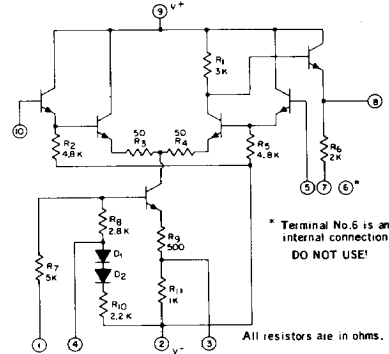 9 V+
R1
3K
8
10
R2
4.8K
50
R3
50
R4
R5
4.8K
R6
2K
5
7
6*
R8
2.8K
R9
500
* Terminal No.6 is an
internal connection
DO NOT USE!
R7
5K
D1
D2
R10
2.2K
R11
1K
1
4
2
V-
3
All resistors are in ohms.